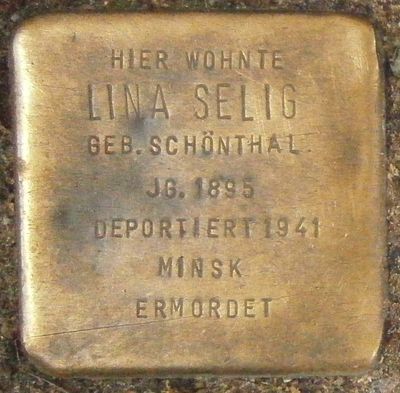 HIER WOHNTE
LINA SELIG
GEB. SCHÖNTHAL
JG. 1895
DEPORTIERT 1941
MINSK
ERMORDET